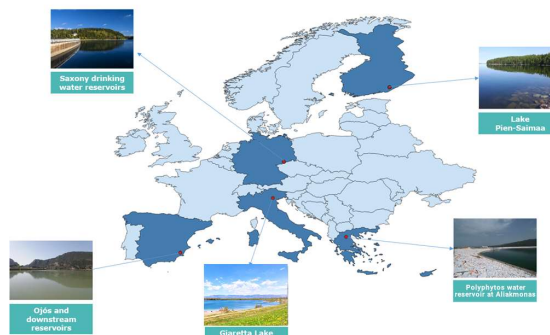 Saxony drinking
water reservoirs
Lake
Pien-Saimaa
Ojós and
downstream
reservoirs
Giaretta Lake
Polyphytos water
reservoir at Aliakmonas